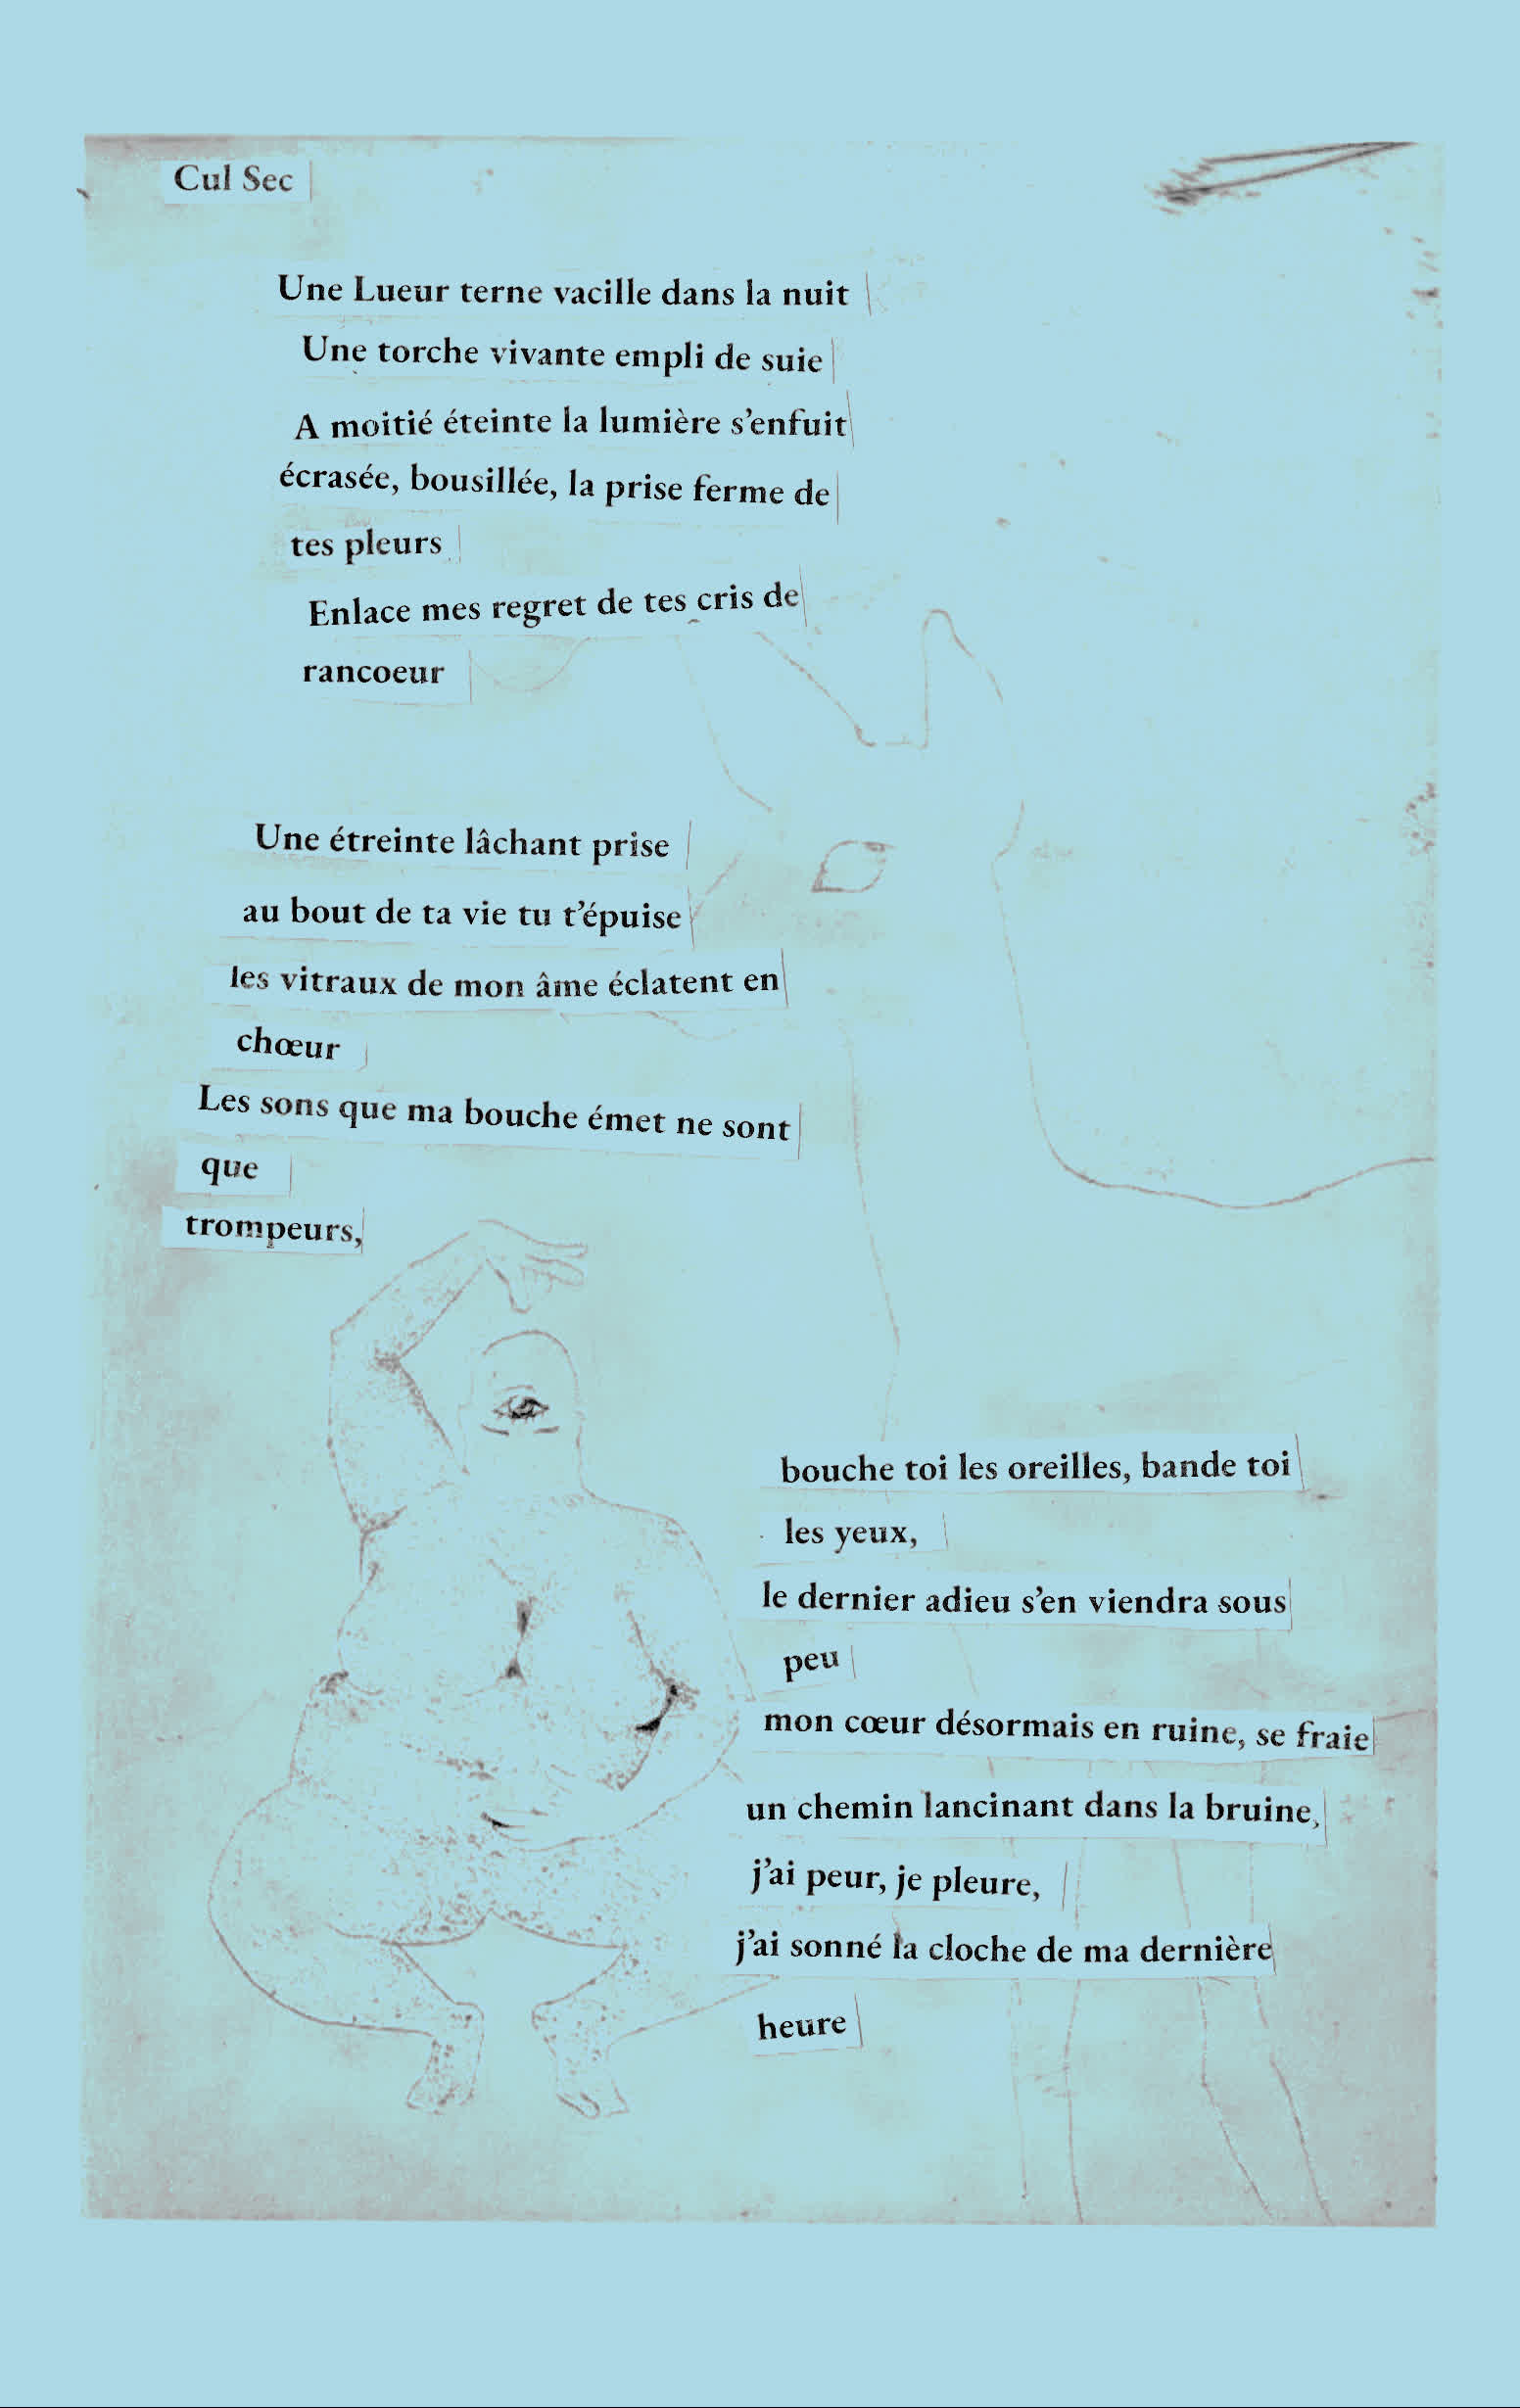 Cul Sec
Une Lueur terne vacille dans la nuit
Une torche vivante empli de suie
A moitié éteinte la lumière s'enfuit
écrasée, bousillée, la prise ferme de
tes pleurs
Enlace mes regret de tes cris de
rancoeur
Une étreinte lâchant prise
au bout de ta vie tu t'épuise
les vitraux de mon âme éclatent en
chœur
Les sons que ma bouche émet ne sont
que
trompeurs,
bouche toi les oreilles, bande toi
les yeux,
le dernier adieu s'en viendra sous
peu
mon cœur désormais en ruine, se fraie
un chemin lancinant dans la bruine,
j'ai peur, je pleure,
j'ai sonné la cloche de ma dernière
heure